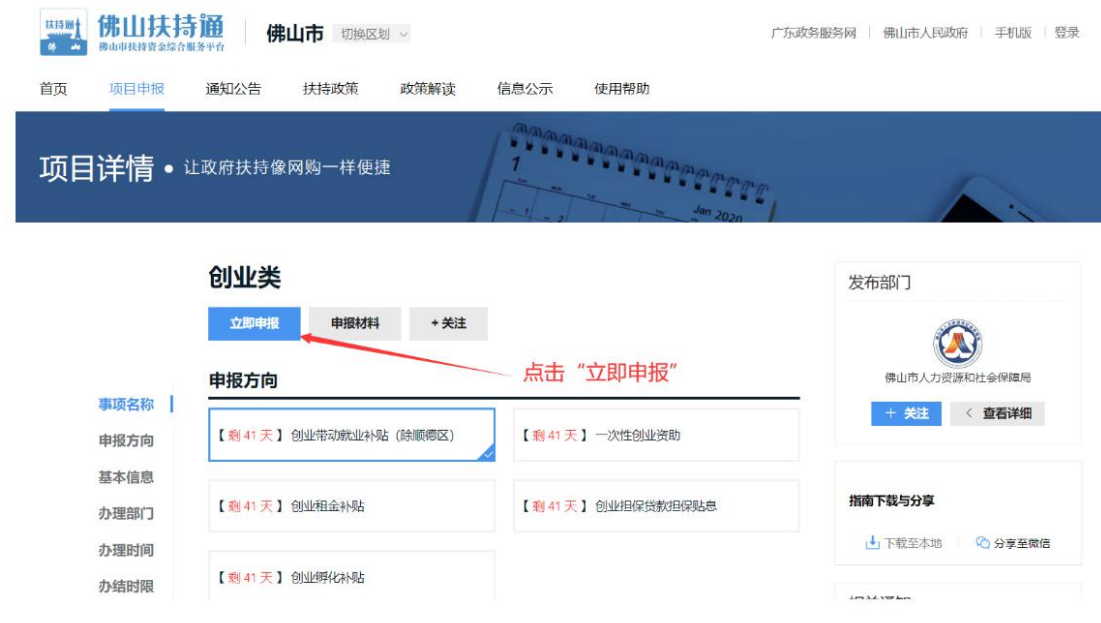 扶持通
佛山
佛山扶持通
佛山市扶持资金综合服务平台
佛山市 切换区划
广东政务服务网 佛山市人民政府 手机版 登录
首页 项目申报 通知公告 扶持政策 政策解读 信息公示 使用帮助
项目详情 • 让政府扶持像网购一样便捷
1
Jan 2020
创业类
立即申报 申报材料 + 关注
点击“立即申报”
申报方向
【剩 41 天】创业带动就业补贴（除顺德区）
【剩 41 天】一次性创业资助
【剩 41 天】创业租金补贴
【剩 41 天】创业担保贷款担保贴息
【剩 41 天】创业孵化补贴
事项名称
申报方向
基本信息
办理部门
办理时间
办结时限
发布部门
佛山市人力资源和社会保障局
+ 关注 < 查看详细
指南下载与分享
下载至本地 分享至微信